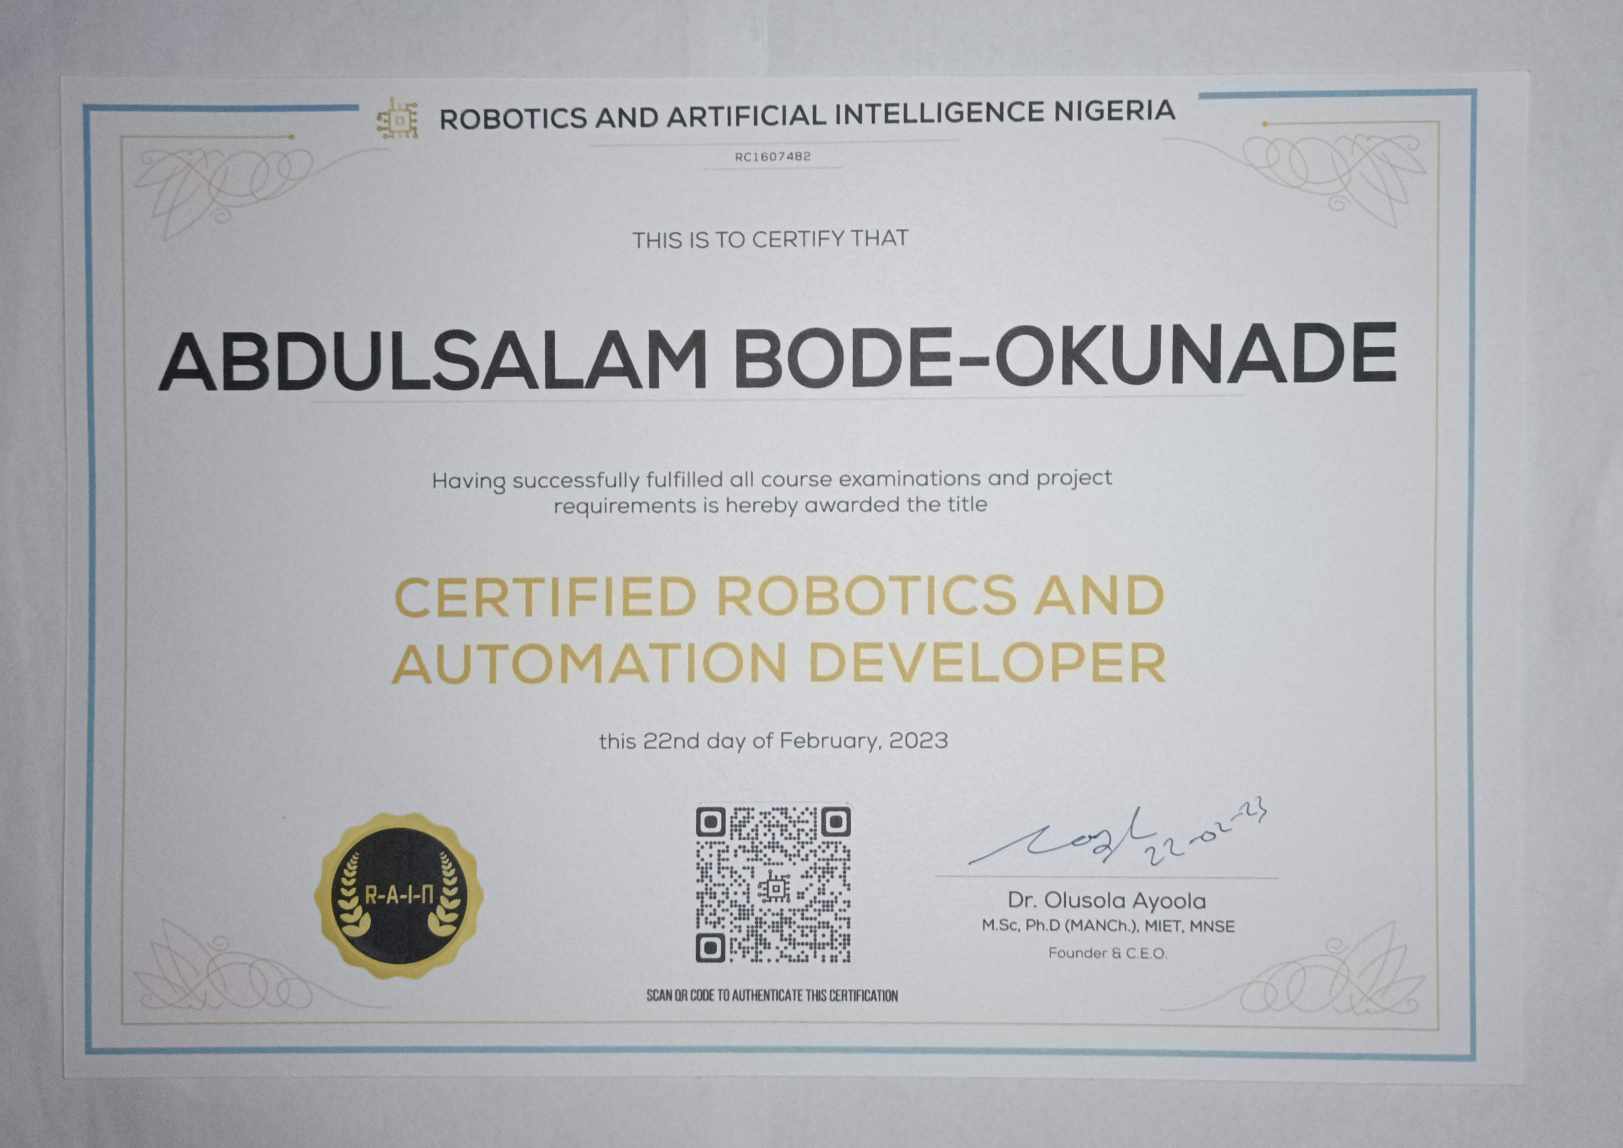 ROBOTICS AND ARTIFICIAL INTELLIGENCE NIGERIA
RC1607482
THIS IS TO CERTIFY THAT
ABDULSALAM BODE-OKUNADE
Having successfully fulfilled all course examinations and project
requirements is hereby awarded the title
CERTIFIED ROBOTICS AND
AUTOMATION DEVELOPER
this 22nd day of February, 2023
R-A-I-N
22-02-23
Dr. Olusola Ayoola
M.Sc, Ph.D (MANCh.), MIET, MNSE
Founder & C.E.O.
SCAN QR CODE TO AUTHENTICATE THIS CERTIFICATION